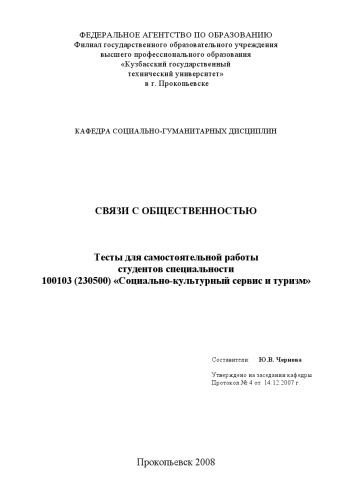 ФЕДЕРАЛЬНОЕ АГЕНТСТВО ПО ОБРАЗОВАНИЮ
Филиал государственного образовательного учреждения
высшего профессионального образования
«Кузбасский государственный
технический университет»
в г. Прокопьевске
КАФЕДРА СОЦИАЛЬНО-ГУМАНИТАРНЫХ ДИСЦИПЛИН
СВЯЗИ С ОБЩЕСТВЕННОСТЬЮ
Тесты для самостоятельной работы
студентов специальности
100103 (230500) «Социально-культурный сервис и туризм»
Составители: Ю.В. Чернова
Утверждено на заседании кафедры
Протокол № 4 от 14.12.2007 г.
Прокопьевск 2008